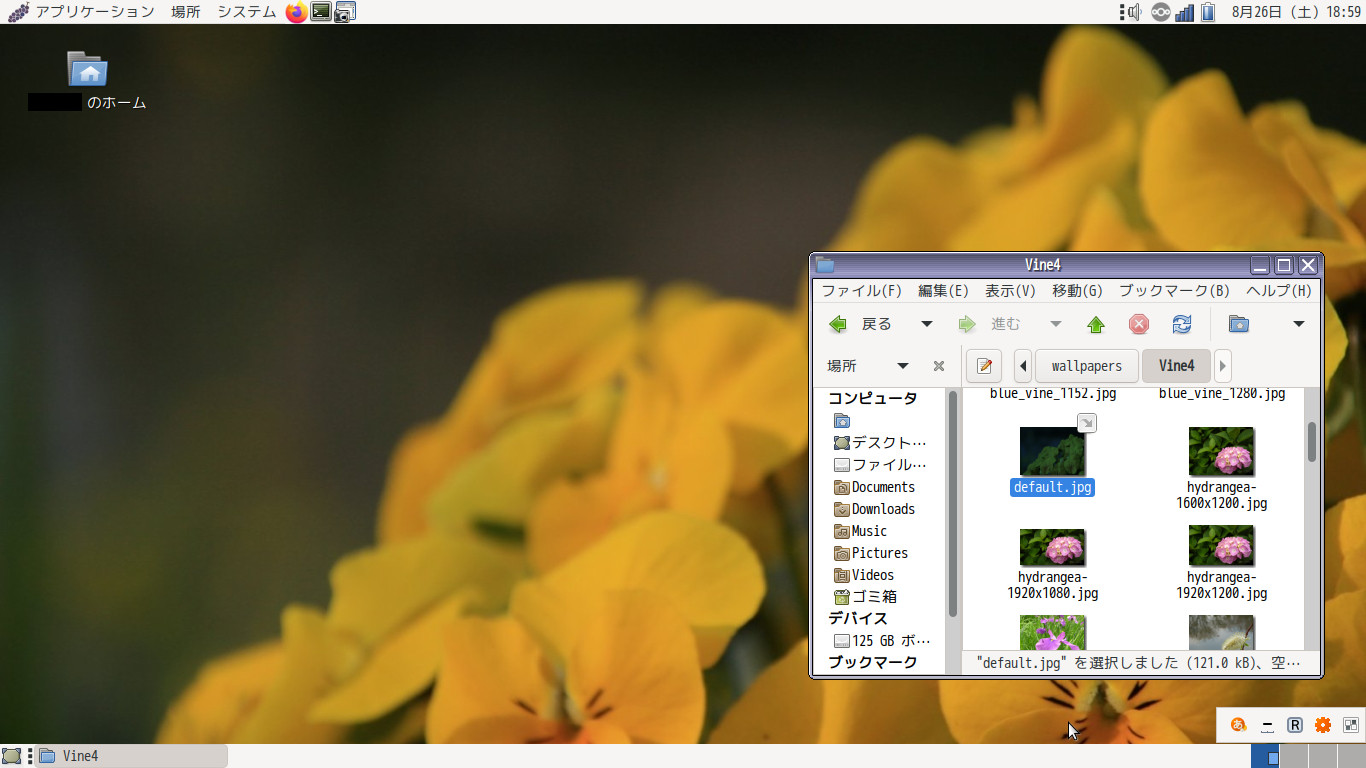 アプリケーション 場所 システム 8月26日 (土) 18:59
のホーム
Vine4
ファイル(F) 編集(E) 表示(V) 移動(G) ブックマーク(B) ヘルプ(H)
戻る 進む
場所 wallpapers Vine4
コンピュータ
デスクト…
ファイル…
Documents
Downloads
Music
Pictures
Videos
ゴミ箱
デバイス
125 GB ボ…
ブックマーク
blue_vine_1152.jpg blue_vine_1280.jpg
default.jpg
hydrangea-
1600x1200.jpg
hydrangea-
1920x1080.jpg
hydrangea-
1920x1200.jpg
"default.jpg" を選択しました (121.0 kB)、空…
あ R
Vine4